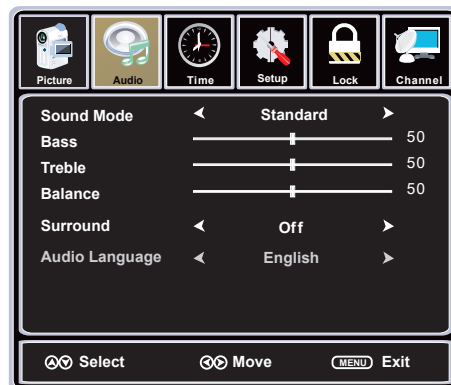 Picture Audio Time Setup Lock Channel
Sound Mode Standard
Bass 50
Treble 50
Balance 50
Surround Off
Audio Language English
Select Move MENU Exit